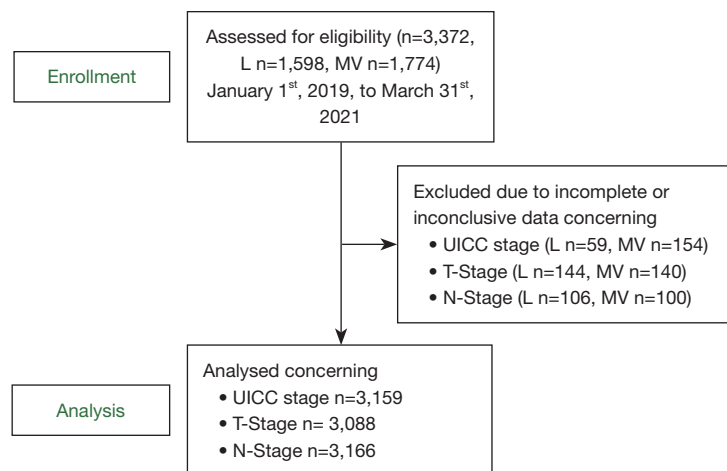 Enrollment
Assessed for eligibility (n=3,372,
L n=1,598, MV n=1,774)
January 1st, 2019, to March 31st,
2021
Excluded due to incomplete or
inconclusive data concerning
• UICC stage (L n=59, MV n=154)
• T-Stage (L n=144, MV n=140)
• N-Stage (L n=106, MV n=100)
Analysis
Analysed concerning
• UICC stage n=3,159
• T-Stage n= 3,088
• N-Stage n=3,166